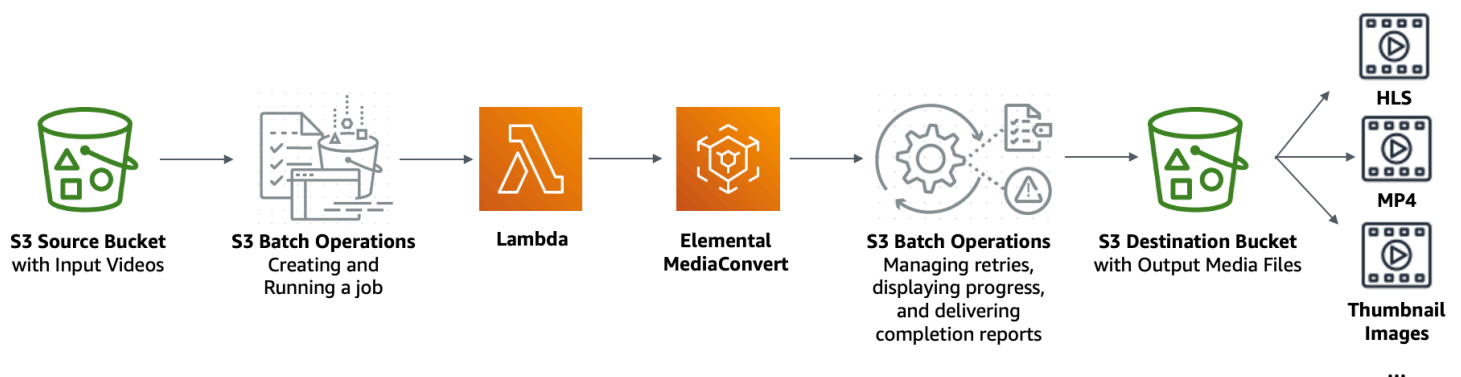 S3 Source Bucket
with Input Videos
S3 Batch Operations
Creating and
Running a job
Lambda
Elemental
MediaConvert
S3 Batch Operations
Managing retries,
displaying progress,
and delivering
completion reports
S3 Destination Bucket
with Output Media Files
HLS
MP4
Thumbnail
Images
...